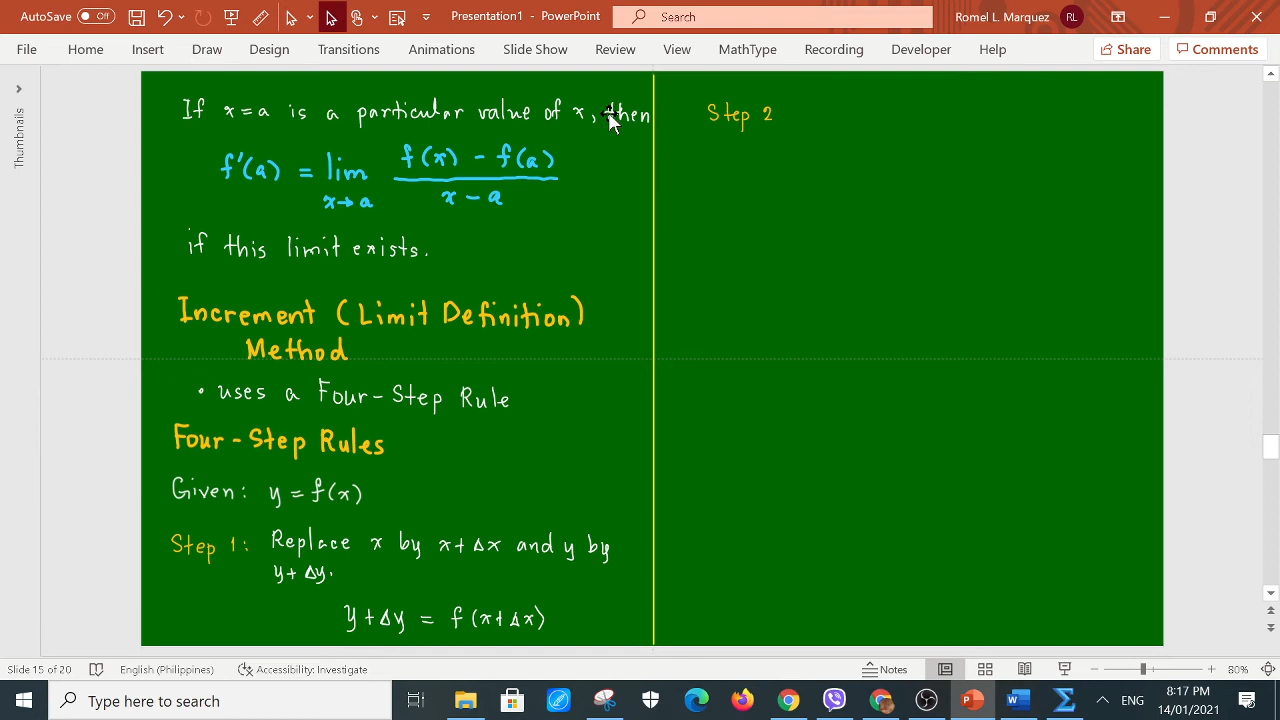 AutoSave Off Presentation1 - PowerPoint Search Romel L. Marquez RL
File Home Insert Draw Design Transitions Animations Slide Show Review View MathType Recording Developer Help Share Comments
Thumbnails
If x = a is a particular value of x, then
f'(a) = lim x→a f(x) - f(a) / x - a
if this limit exists.
Increment (Limit Definition)
Method
• uses a Four-Step Rule
Four-Step Rules
Given: y = f(x)
Step 1: Replace x by x+Δx and y by
y+Δy.
y+Δy = f(x+Δx)
Step 2
Slide 15 of 20 English (Philippines) Accessibility: Investigate Notes 80%
Type here to search ENG 8:17 PM
14/01/2021